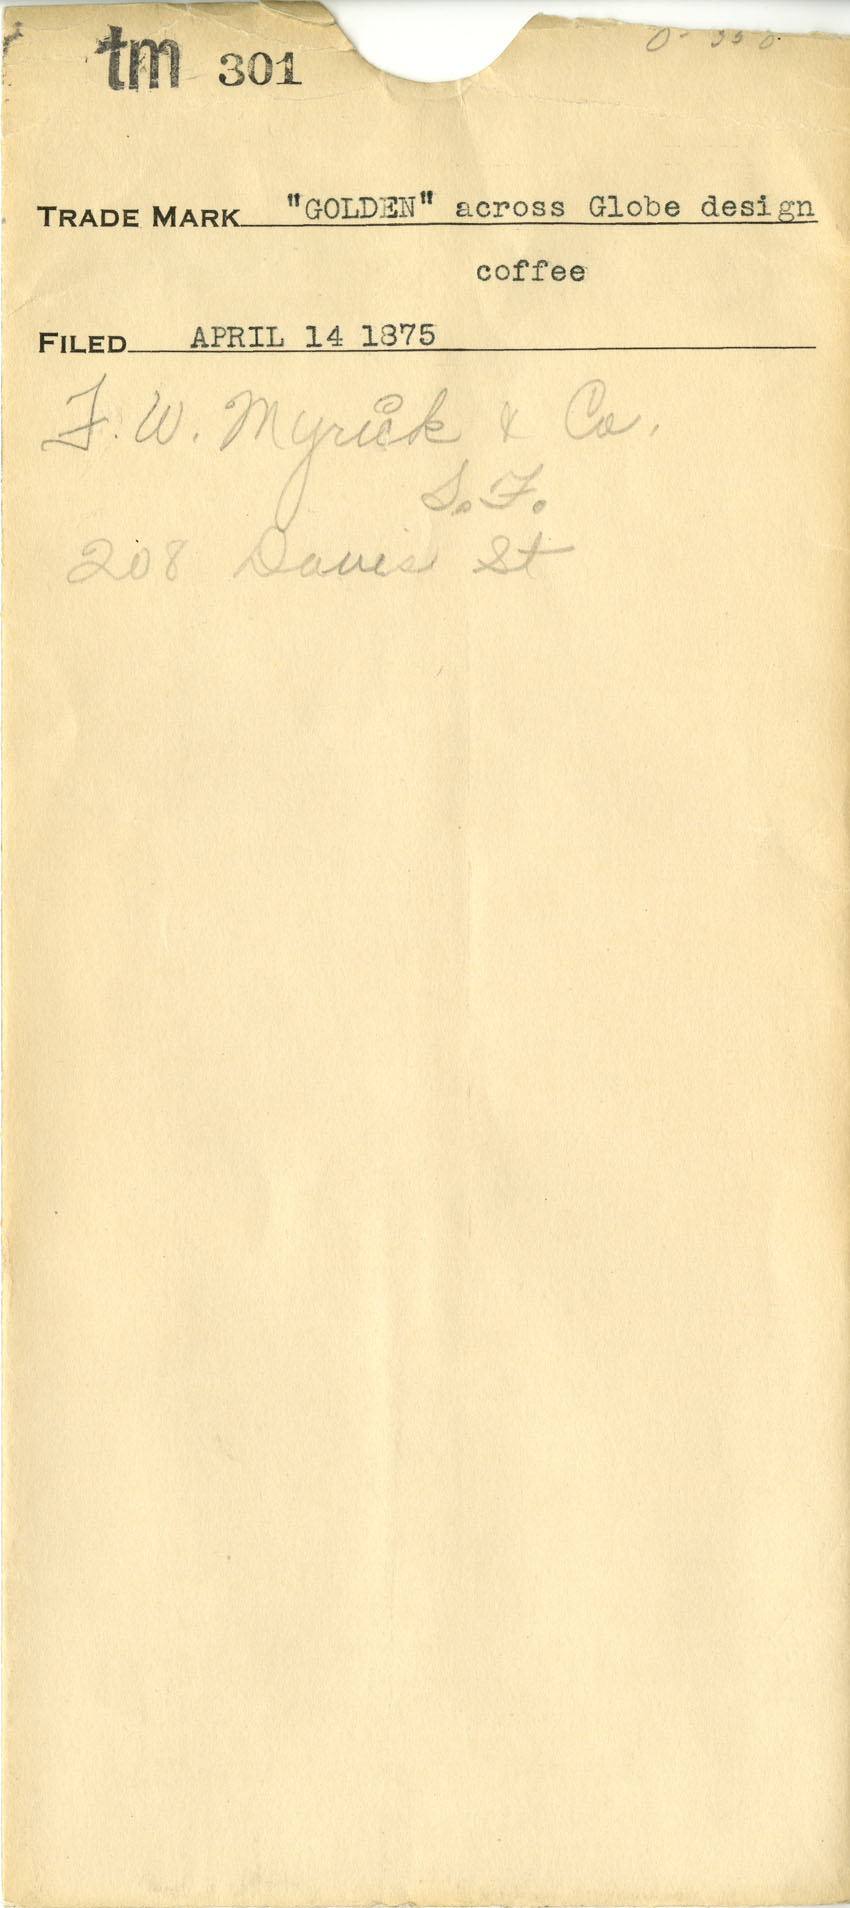 tm 301
TRADE MARK "GOLDEN" across Globe design
coffee
FILED APRIL 14 1875
F. W. Myrick & Co.
S.F.
208 Davis St